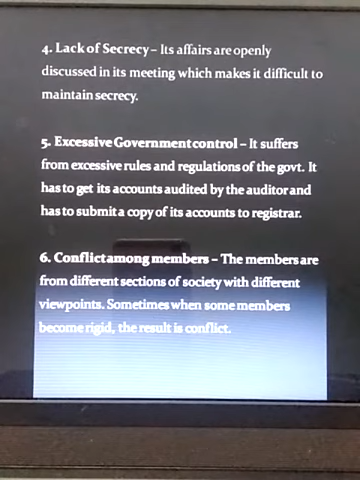 4. Lack of Secrecy – Its affairs are openly
discussed in its meeting which makes it difficult to
maintain secrecy.
5. Excessive Government control – It suffers
from excessive rules and regulations of the govt. It
has to get its accounts audited by the auditor and
has to submit a copy of its accounts to registrar.
6. Conflict among members – The members are
from different sections of society with different
viewpoints. Sometimes when some members
become rigid, the result is conflict.